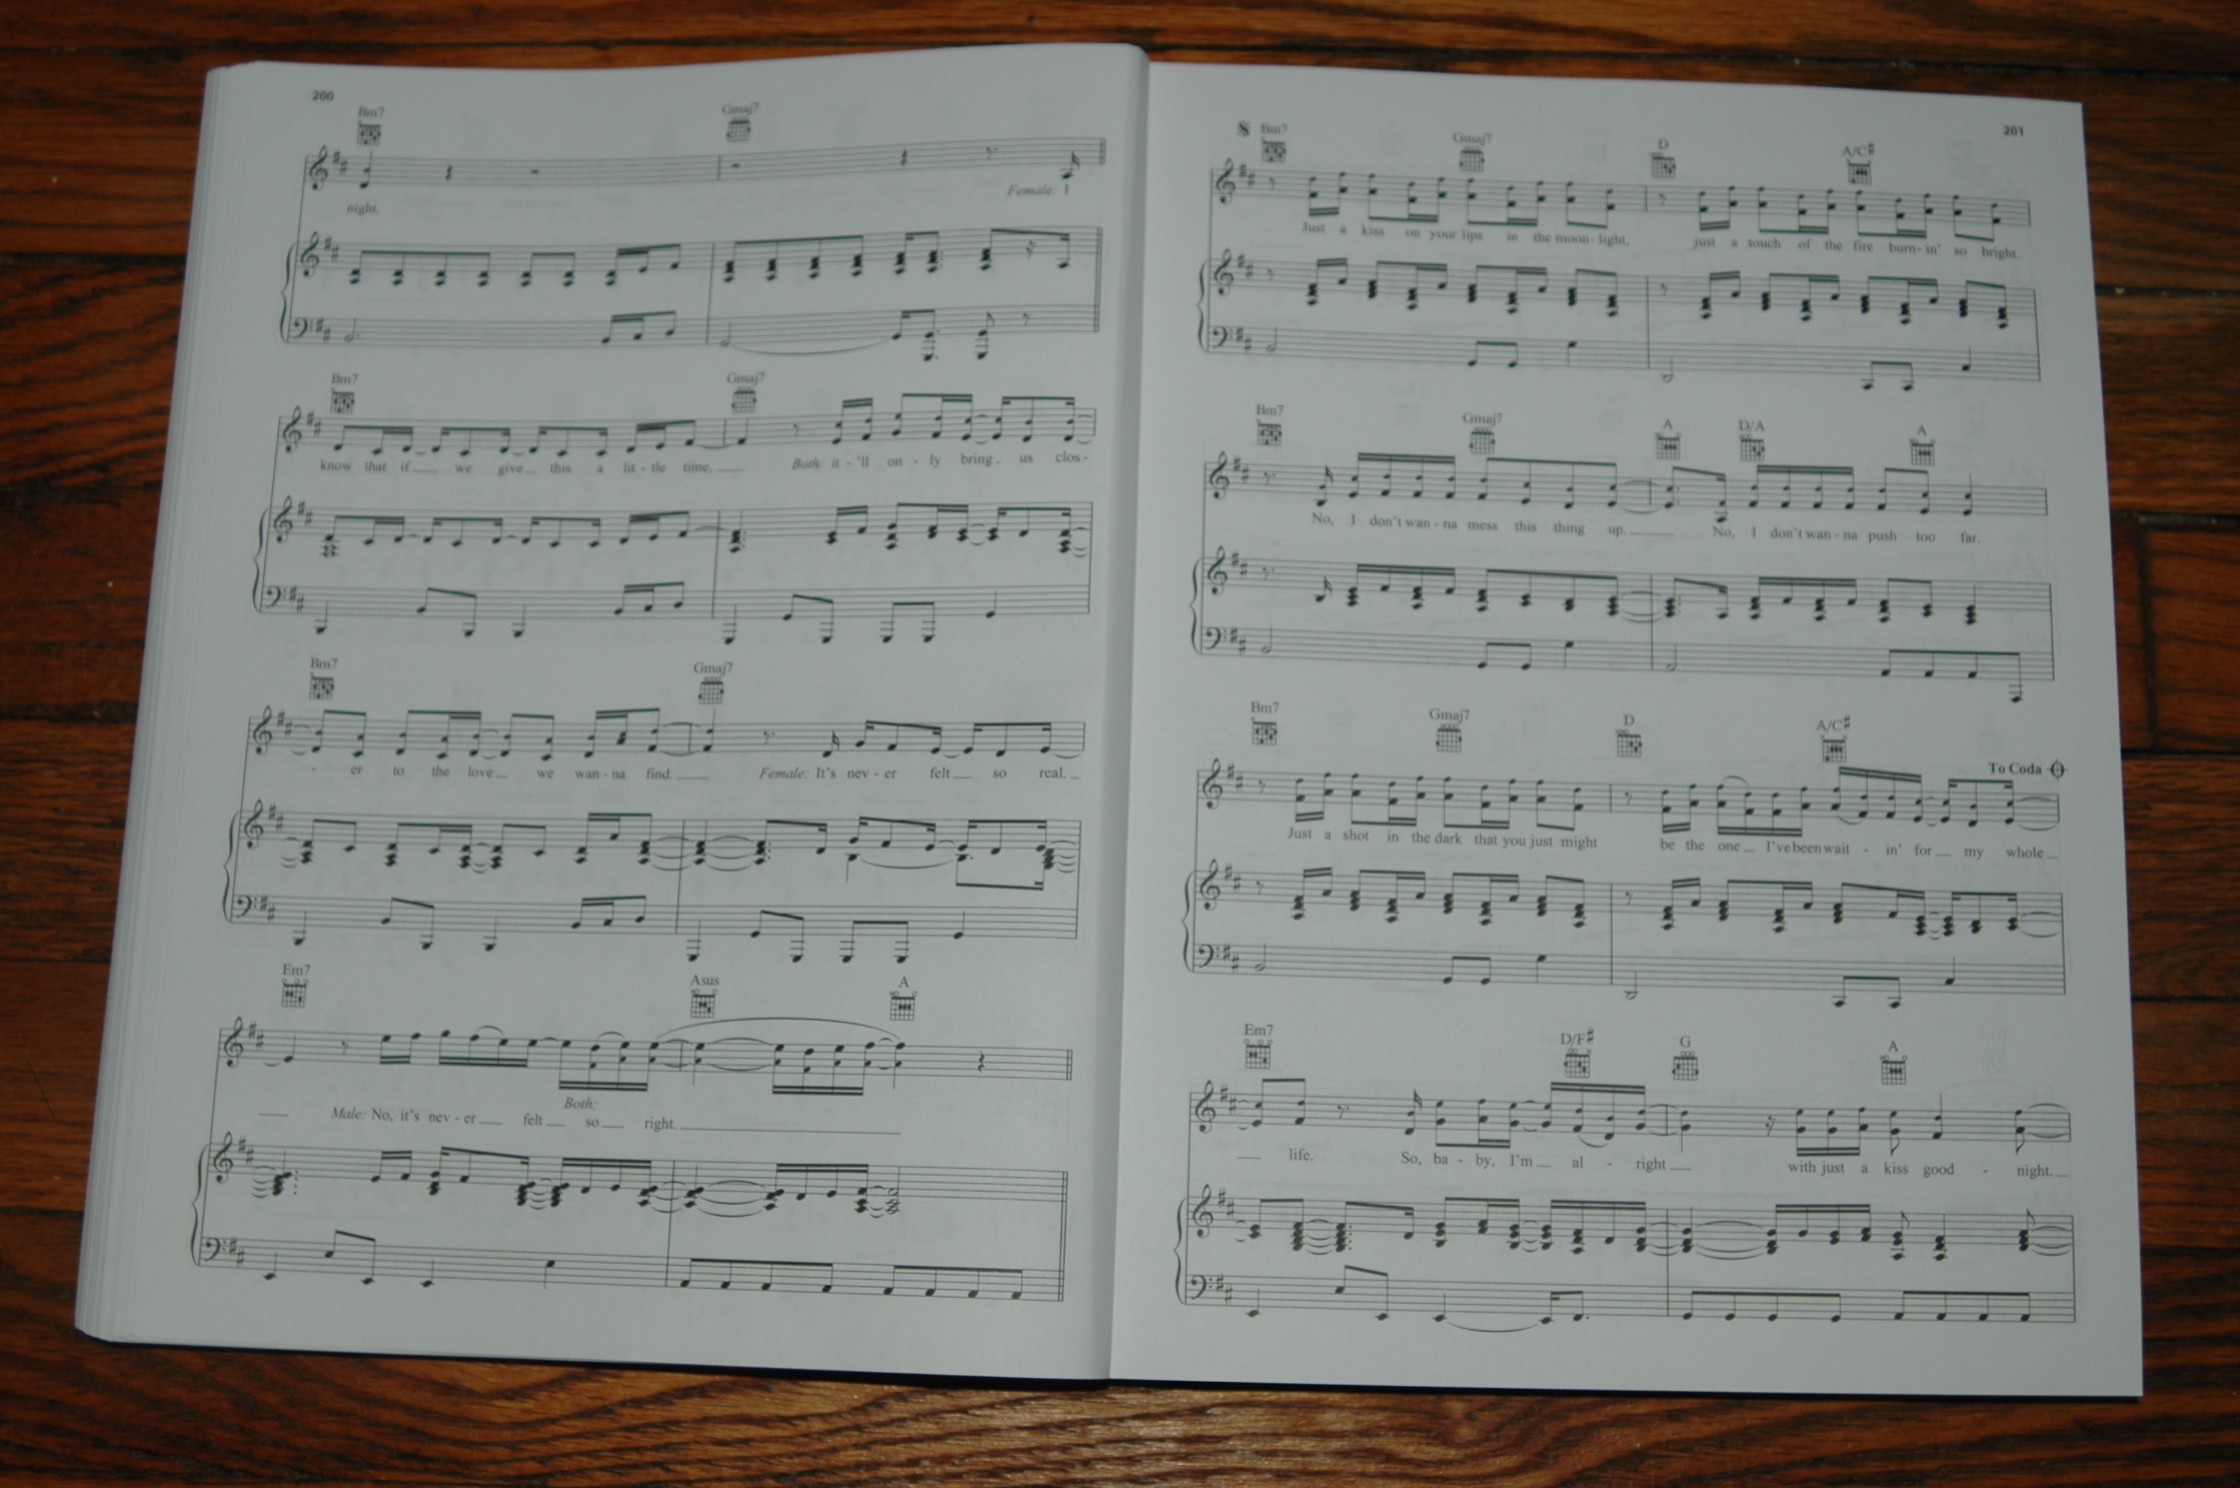 200
Bm7 Gmaj7
night. Female: I
Bm7 Gmaj7
know that if we give this a lit - tle time, Both: it - 'll on - ly bring us clos -
Bm7 Gmaj7
- er to the love we wan - na find. Female: It's nev - er felt so real.
Em7 Asus A
Both:
Male: No, it's nev - er felt so right.
201
Bm7 Gmaj7 D A/C#
Just a kiss on your lips in the moon - light, just a touch of the fire burn - in' so bright.
Bm7 Gmaj7 A D/A A
No, I don't wan - na mess this thing up. No, I don't wan - na push too far.
To Coda
Bm7 Gmaj7 D A/C#
Just a shot in the dark that you just might be the one I've been wait - in' for my whole
Em7 D/F# G A
life. So, ba - by, I'm al - right with just a kiss good - night.